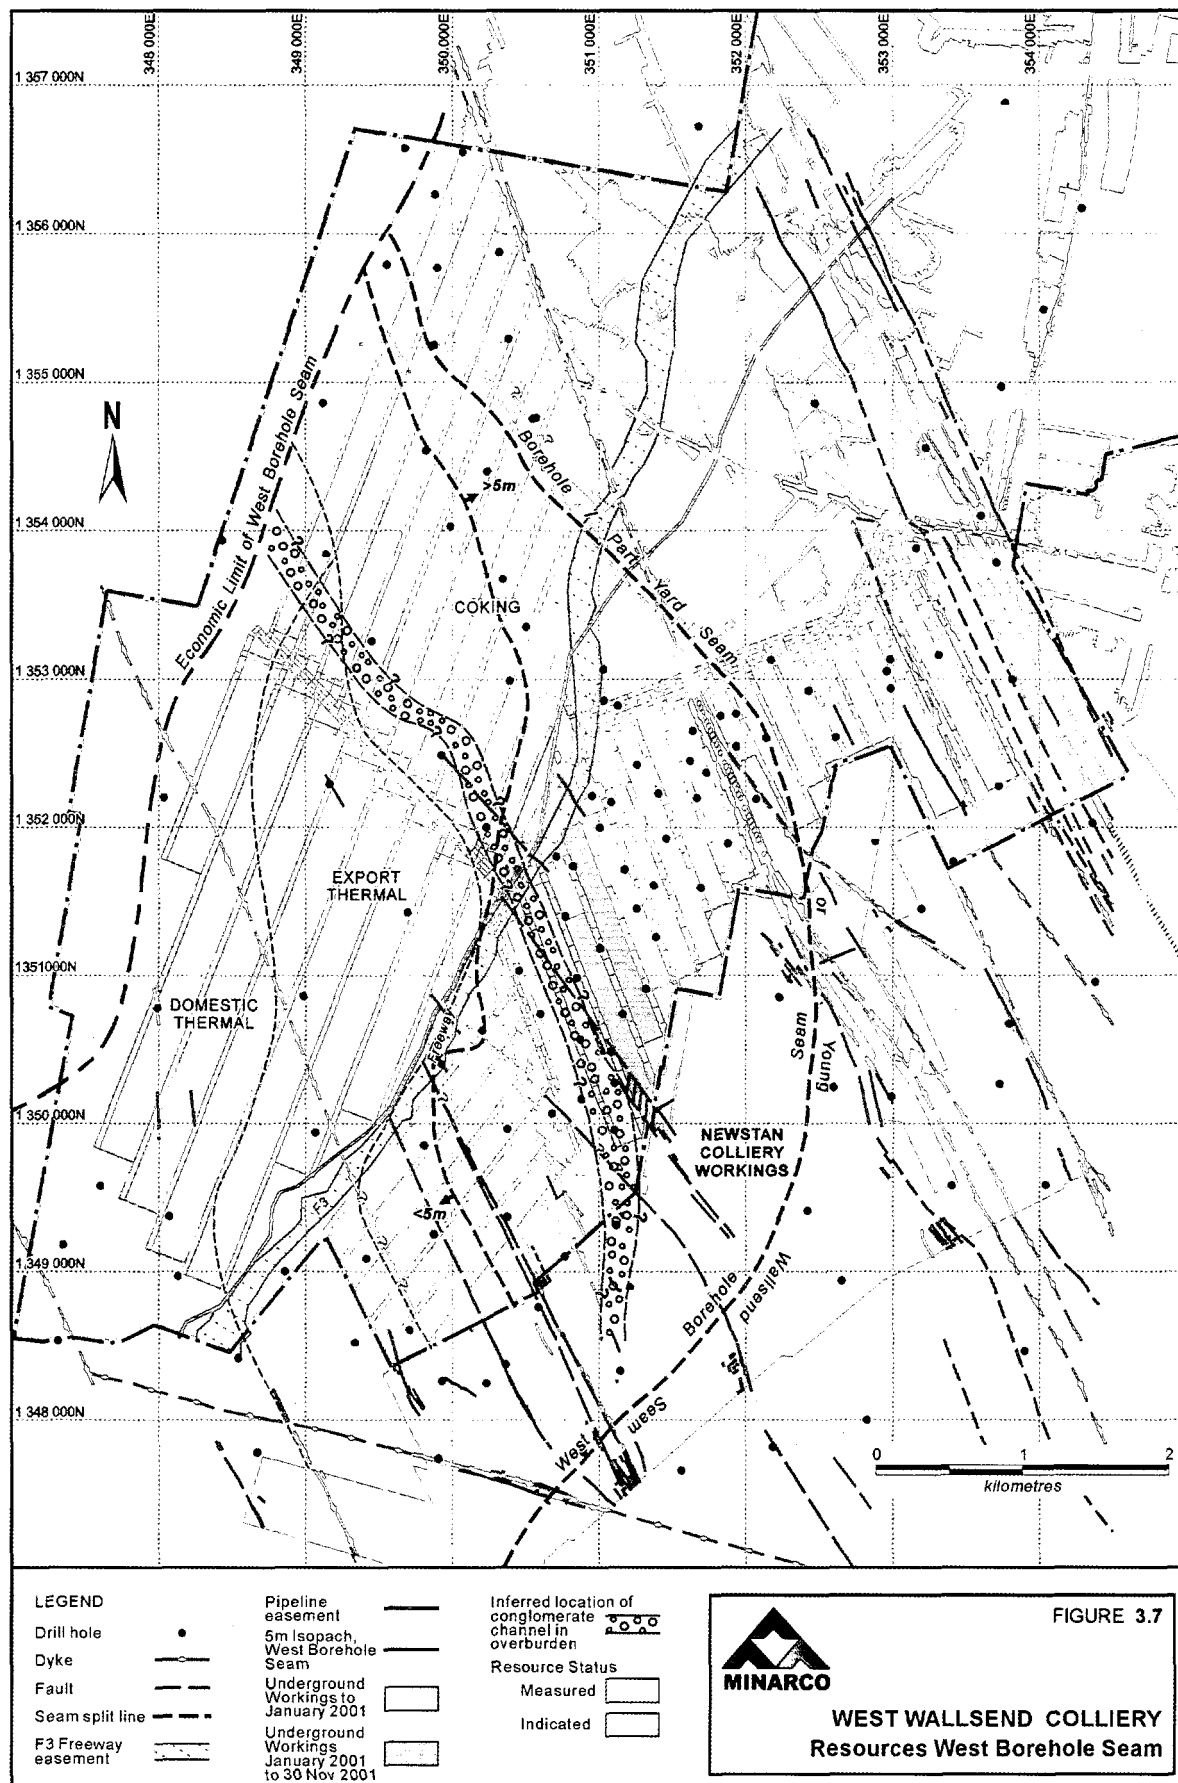 348 000E
349 000E
350 000E
351 000E
352 000E
353 000E
354 000E
1 357 000N
1 356 000N
1 355 000N
1 354 000N
1 353 000N
1 352 000N
1 351 000N
1 350 000N
1 349 000N
1 348 000N
N
Economic Limit of West Borehole Seam
>5m
Borehole Part Yard Seam
COKING
EXPORT
THERMAL
DOMESTIC
THERMAL
Freeway
F3
<5m
NEWSTAN
COLLIERY
WORKINGS
or
Seam
Young
Wallsend
Borehole
Seam
West
0 1 2
kilometres
LEGEND
Drill hole
Dyke
Fault
Seam split line
F3 Freeway
easement
Pipeline
easement
5m Isopach,
West Borehole
Seam
Underground
Workings to
January 2001
Underground
Workings
January 2001
to 30 Nov 2001
Inferred location of
conglomerate
channel in
overburden
Resource Status
Measured
Indicated
FIGURE 3.7
MINARCO
WEST WALLSEND COLLIERY
Resources West Borehole Seam